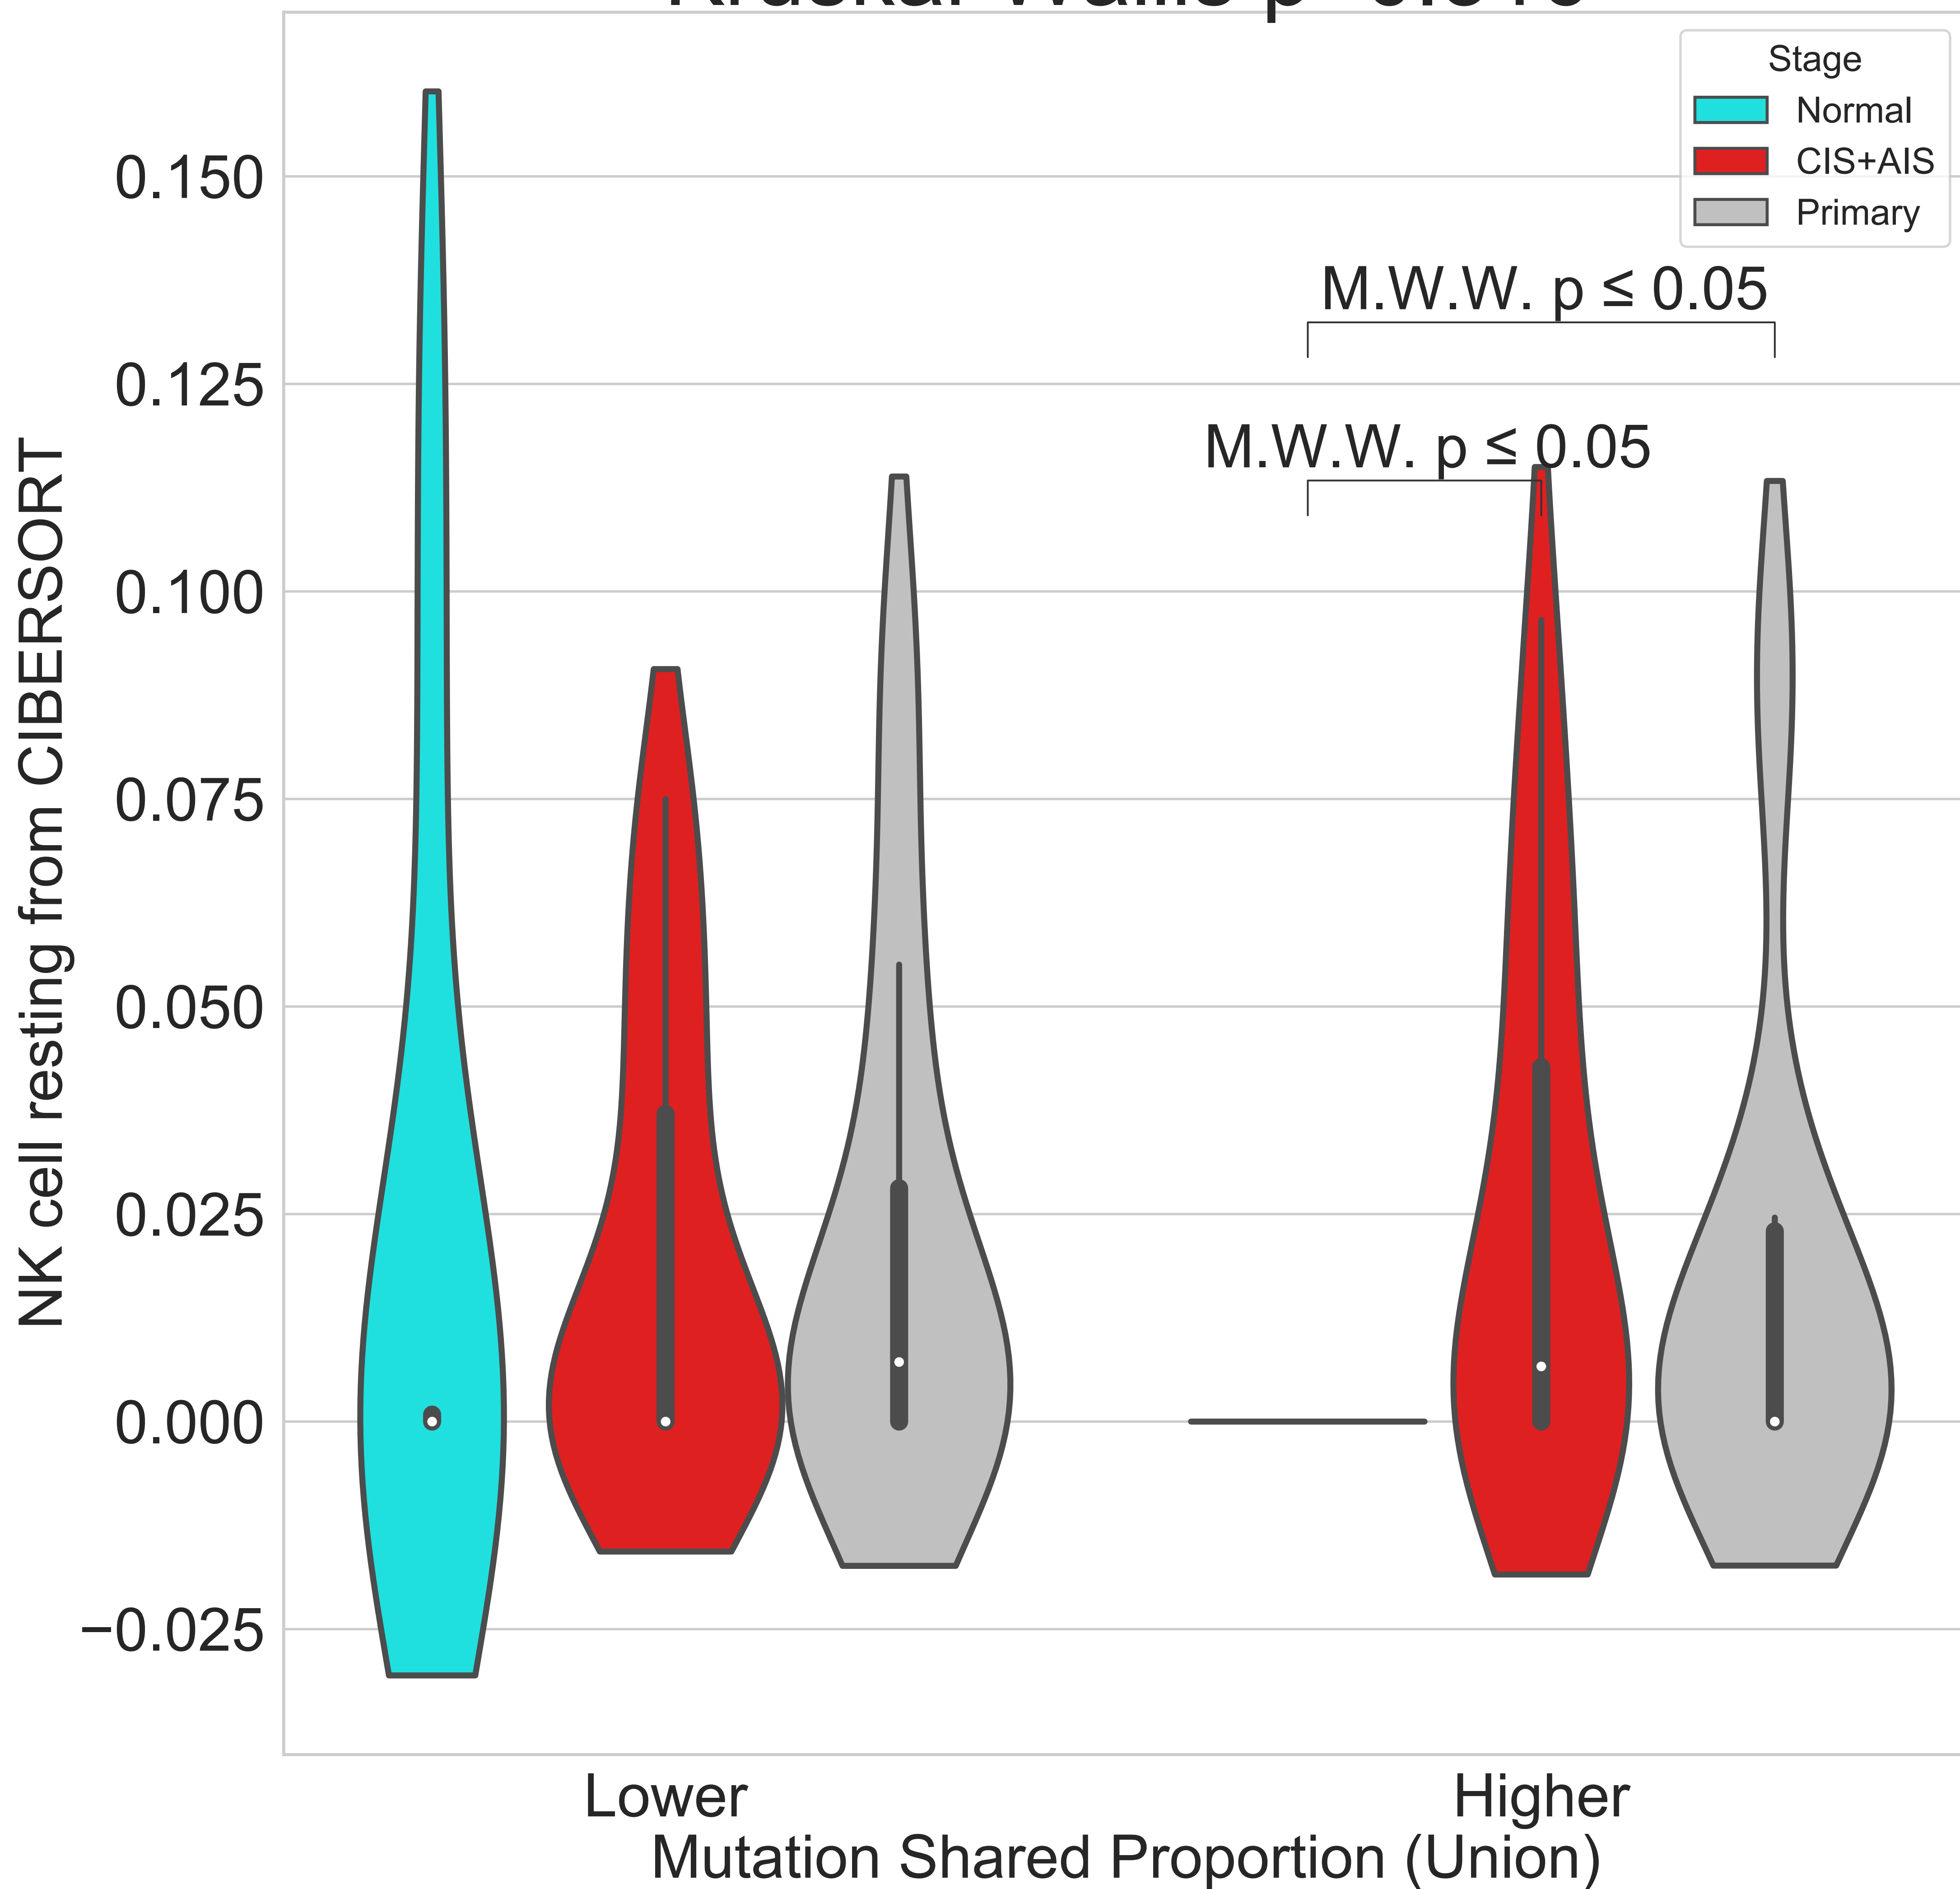 Stage
Normal
CIS+AIS
Primary
M.W.W. p ≤ 0.05
M.W.W. p ≤ 0.05
0.150
0.125
0.100
0.075
0.050
0.025
0.000
−0.025
NK cell resting from CIBERSORT
Lower
Higher
Mutation Shared Proportion (Union)